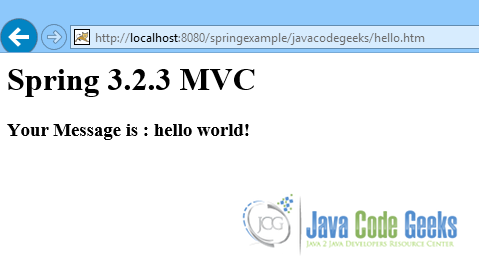 http://localhost:8080/springexample/javacodegeeks/hello.htm
Spring 3.2.3 MVC
Your Message is : hello world!
JCG
Java Code Geeks
JAVA 2 JAVA DEVELOPERS RESOURCE CENTER